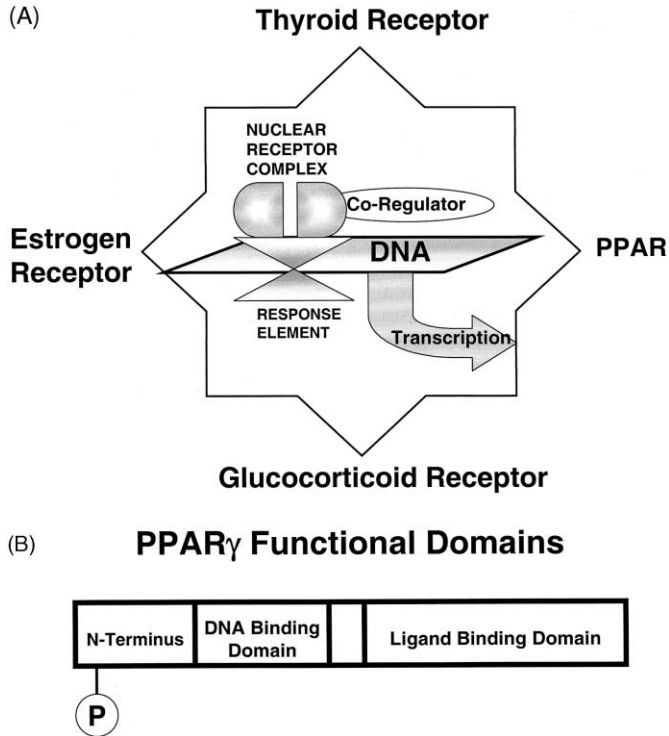 (A)
Thyroid Receptor
NUCLEAR
RECEPTOR
COMPLEX
Co-Regulator
Estrogen
Receptor
DNA
PPAR
RESPONSE
ELEMENT
Transcription
Glucocorticoid Receptor
(B)
PPARγ Functional Domains
N-Terminus
DNA Binding
Domain
Ligand Binding Domain
P